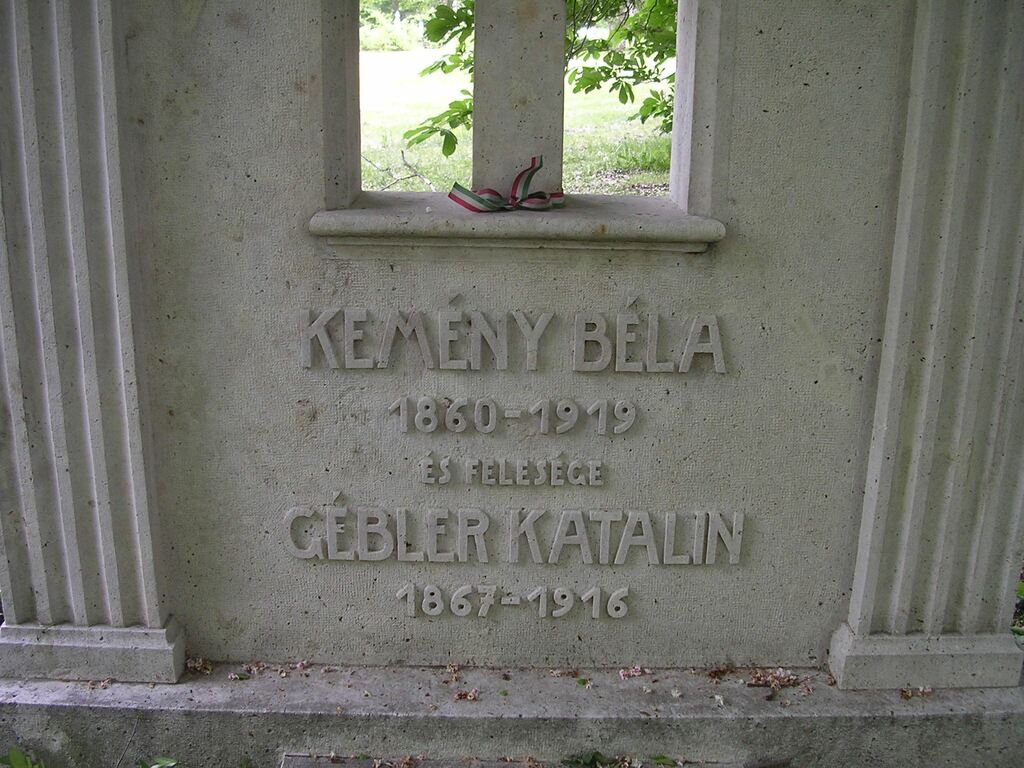 KEMÉNY BÉLA
1860-1919
ÉS FELESÉGE
GÉBLER KATALIN
1867-1916